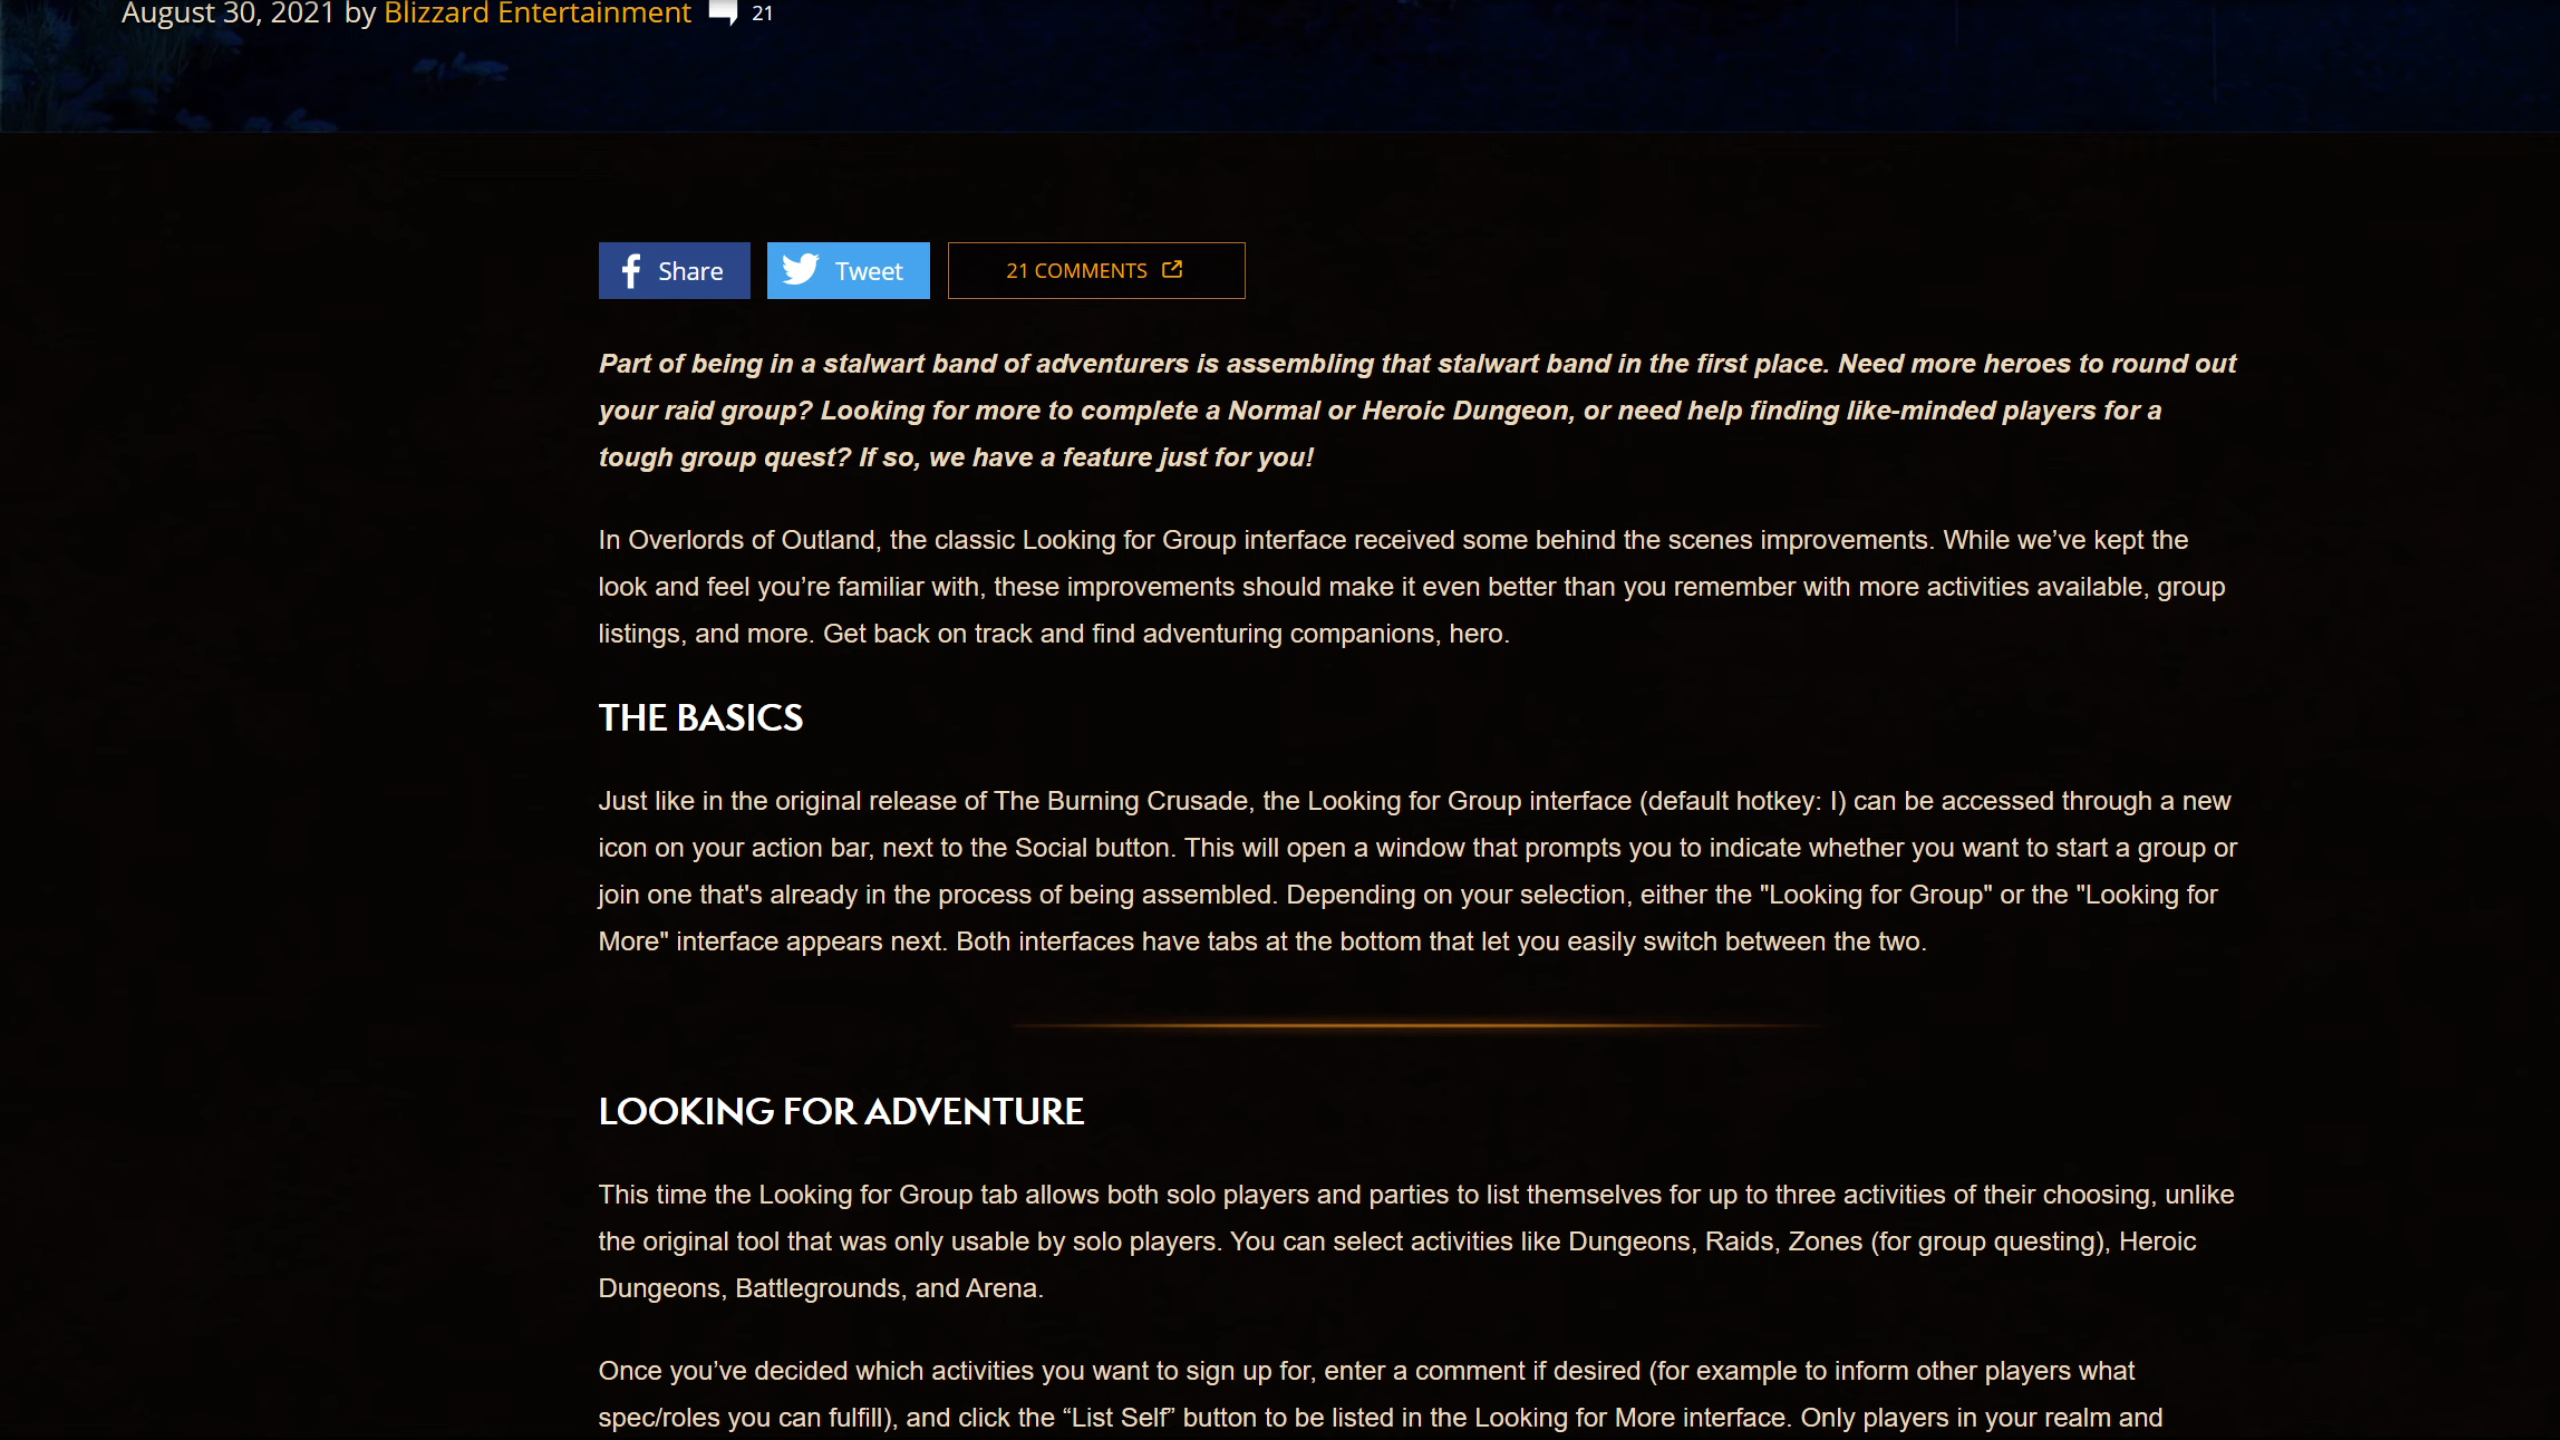 August 30, 2021 by Blizzard Entertainment 21
Share Tweet 21 COMMENTS
Part of being in a stalwart band of adventurers is assembling that stalwart band in the first place. Need more heroes to round out
your raid group? Looking for more to complete a Normal or Heroic Dungeon, or need help finding like-minded players for a
tough group quest? If so, we have a feature just for you!
In Overlords of Outland, the classic Looking for Group interface received some behind the scenes improvements. While we’ve kept the
look and feel you’re familiar with, these improvements should make it even better than you remember with more activities available, group
listings, and more. Get back on track and find adventuring companions, hero.
THE BASICS
Just like in the original release of The Burning Crusade, the Looking for Group interface (default hotkey: I) can be accessed through a new
icon on your action bar, next to the Social button. This will open a window that prompts you to indicate whether you want to start a group or
join one that's already in the process of being assembled. Depending on your selection, either the "Looking for Group" or the "Looking for
More" interface appears next. Both interfaces have tabs at the bottom that let you easily switch between the two.
LOOKING FOR ADVENTURE
This time the Looking for Group tab allows both solo players and parties to list themselves for up to three activities of their choosing, unlike
the original tool that was only usable by solo players. You can select activities like Dungeons, Raids, Zones (for group questing), Heroic
Dungeons, Battlegrounds, and Arena.
Once you’ve decided which activities you want to sign up for, enter a comment if desired (for example to inform other players what
spec/roles you can fulfill), and click the “List Self” button to be listed in the Looking for More interface. Only players in your realm and